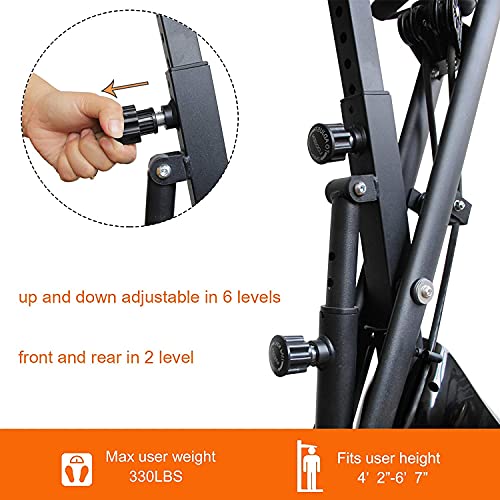 up and down adjustable in 6 levels
front and rear in 2 level
Max user weight
330LBS
Fits user height
4' 2"-6' 7"